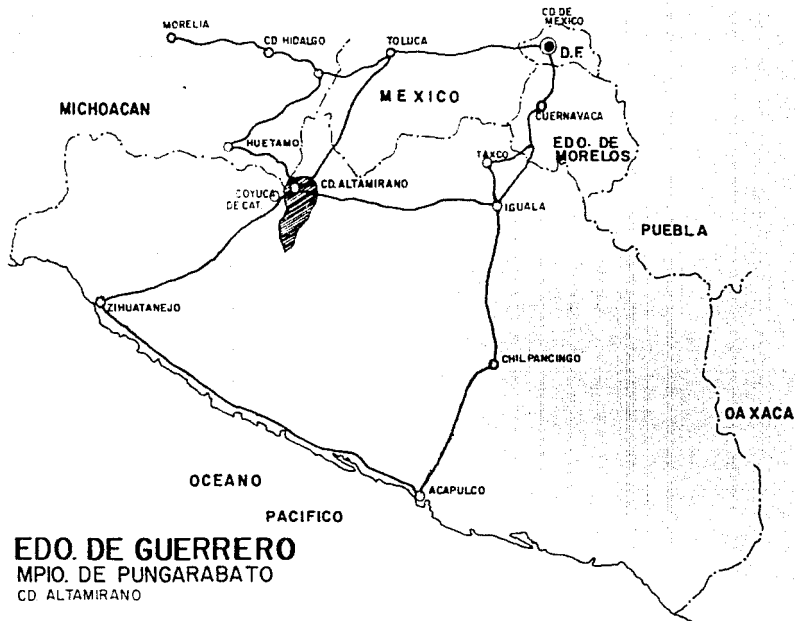 CD. DE
MEXICO
MORELIA
CD. HIDALGO
TOLUCA
D.F.
MEXICO
MICHOACAN
CUERNAVACA
HUETAMO
EDO. DE
MORELOS
TAXCO
CD. ALTAMIRANO
COYUCA
DE CAT.
IGUALA
PUEBLA
ZIHUATANEJO
CHILPANCINGO
OAXACA
OCEANO
PACIFICO
ACAPULCO
EDO. DE GUERRERO
MPIO. DE PUNGARABATO
CD. ALTAMIRANO